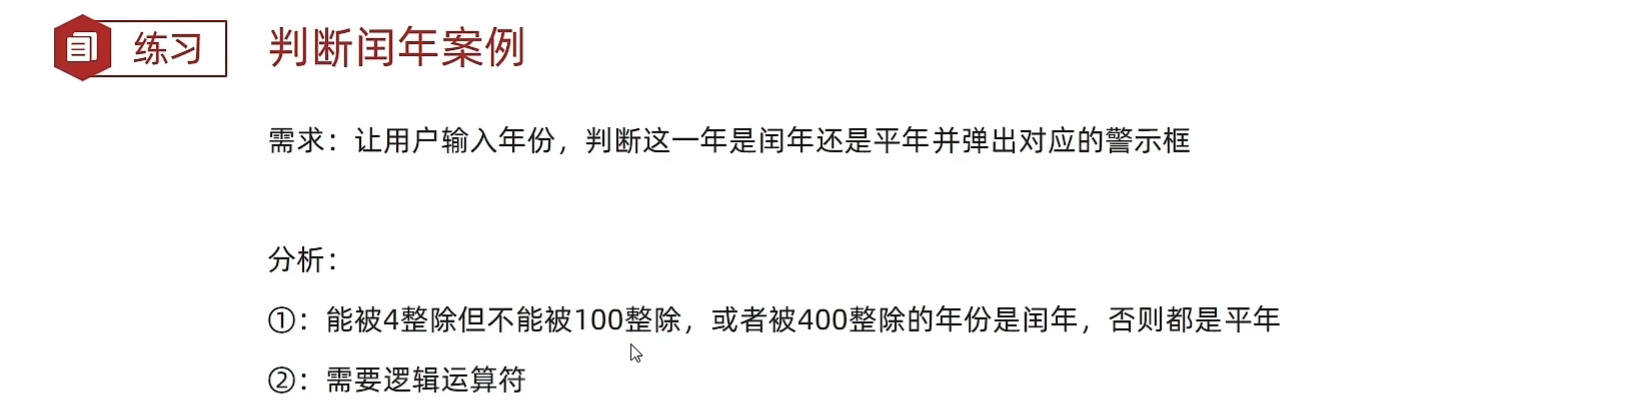 练习 判断闰年案例
需求：让用户输入年份，判断这一年是闰年还是平年并弹出对应的警示框
分析：
①：能被4整除但不能被100整除，或者被400整除的年份是闰年，否则都是平年
②：需要逻辑运算符